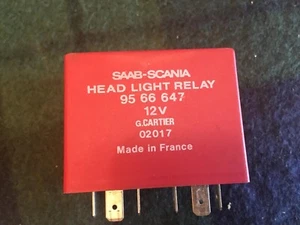 SAAB-SCANIA
HEAD LIGHT RELAY
95 66 647
12V
G.CARTIER
02017
Made in France